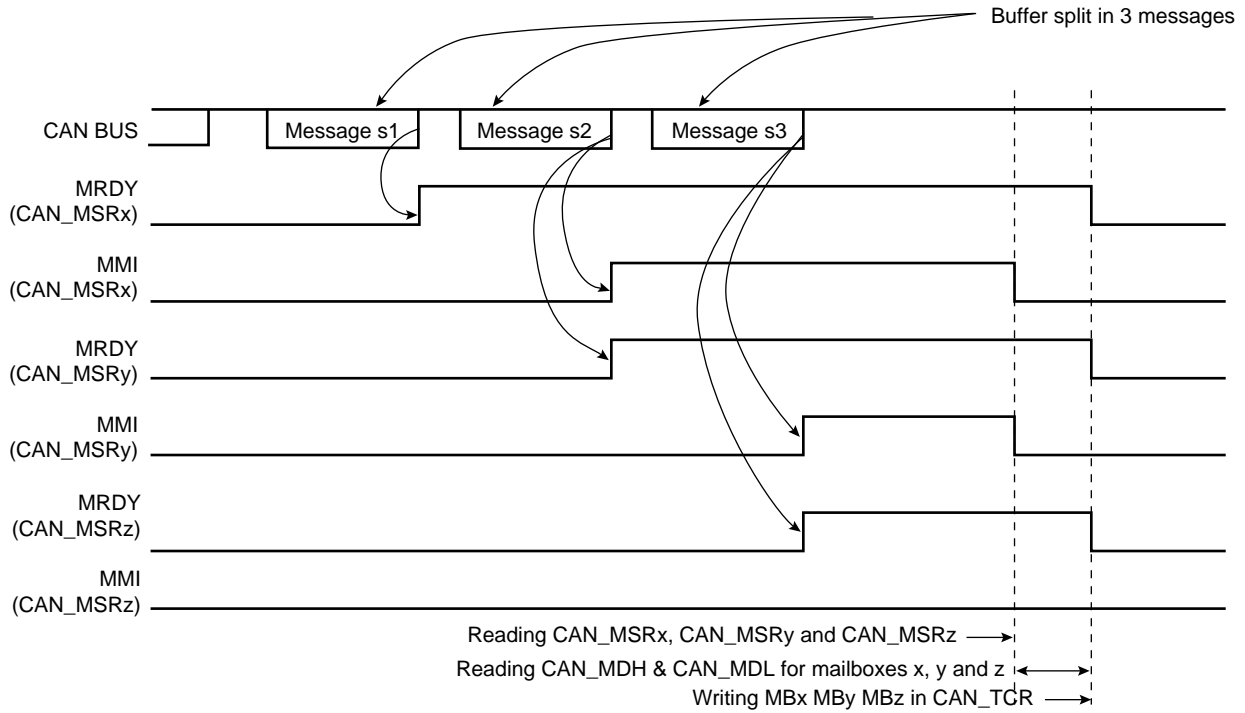 Buffer split in 3 messages
CAN BUS
Message s1
Message s2
Message s3
MRDY
(CAN_MSRx)
MMI
(CAN_MSRx)
MRDY
(CAN_MSRy)
MMI
(CAN_MSRy)
MRDY
(CAN_MSRz)
MMI
(CAN_MSRz)
Reading CAN_MSRx, CAN_MSRy and CAN_MSRz
Reading CAN_MDH & CAN_MDL for mailboxes x, y and z
Writing MBx MBy MBz in CAN_TCR